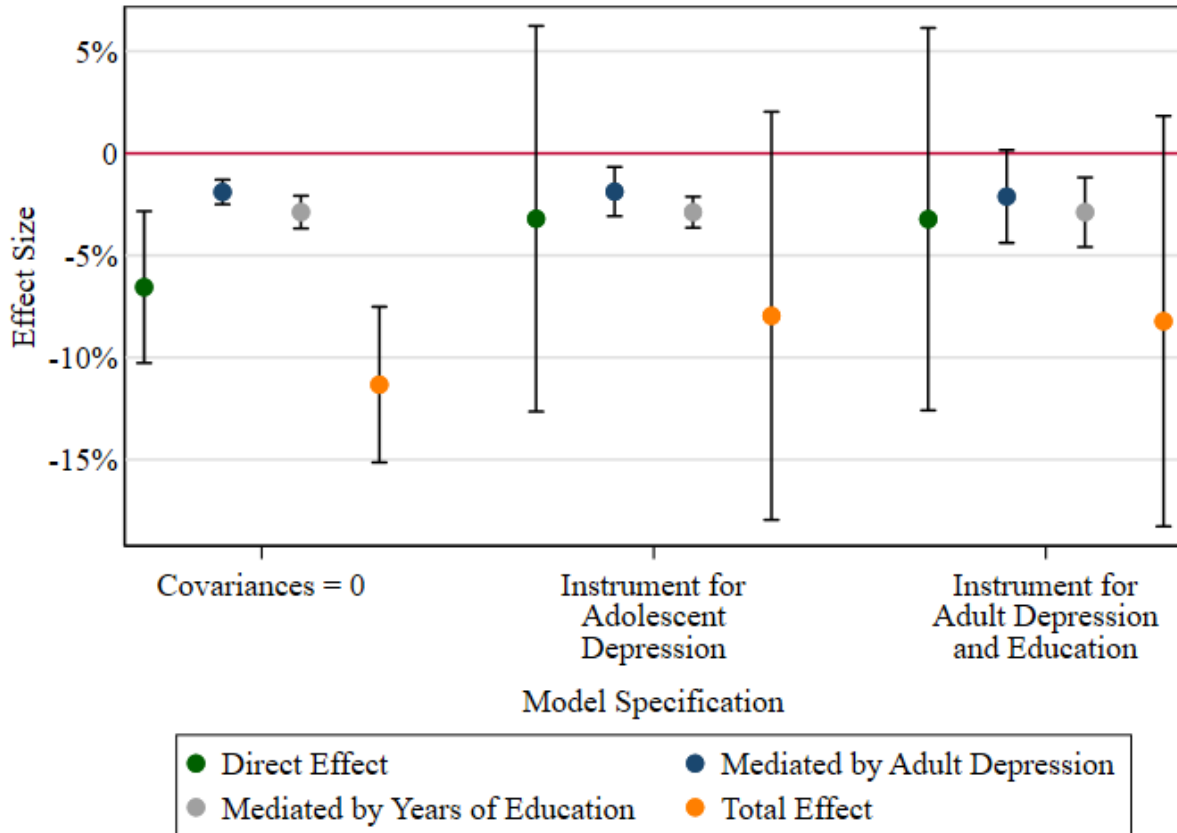 5%
0
-5%
-10%
-15%
Effect Size
Covariances = 0
Instrument for
Adolescent
Depression
Instrument for
Adult Depression
and Education
Model Specification
Direct Effect
Mediated by Adult Depression
Mediated by Years of Education
Total Effect